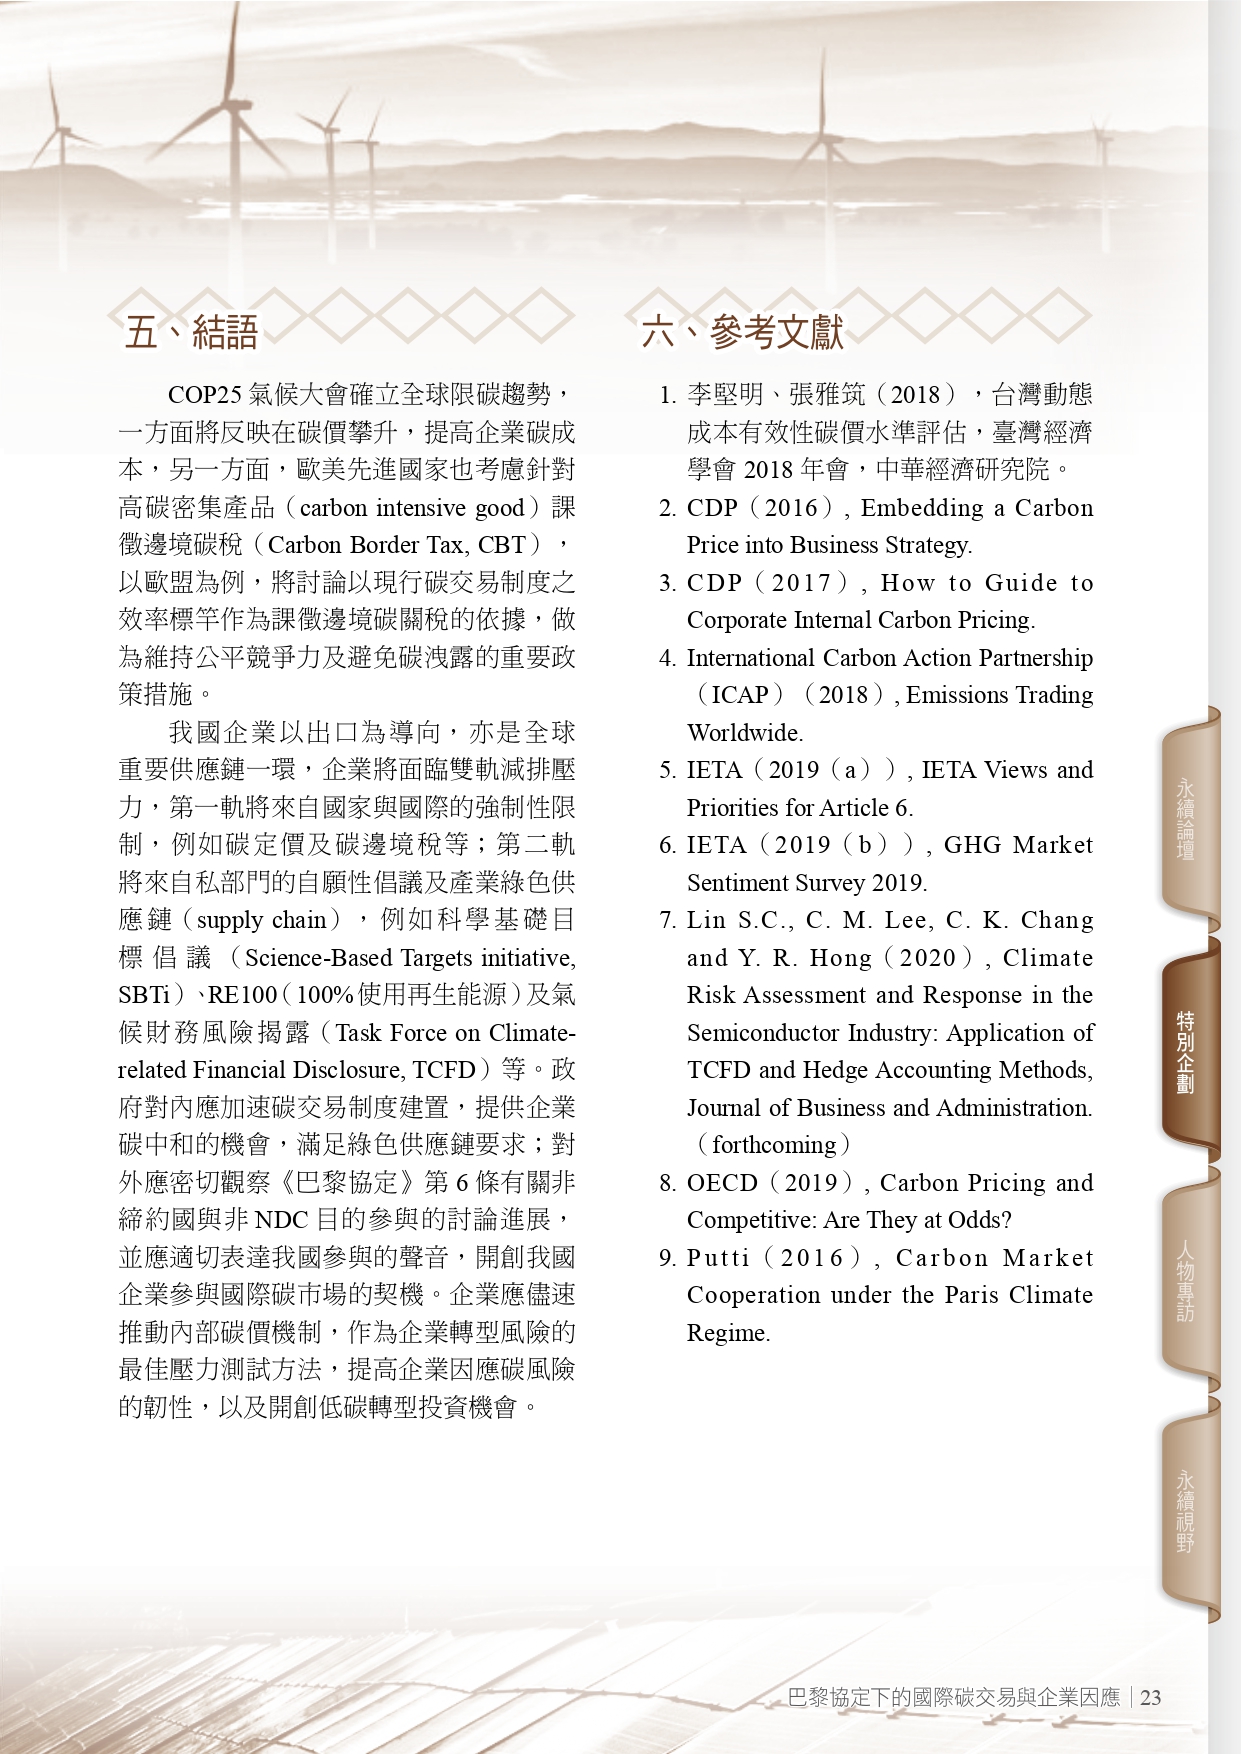 五、結語
COP25 氣候大會確立全球限碳趨勢，
一方面將反映在碳價攀升，提高企業碳成
本，另一方面，歐美先進國家也考慮針對
高碳密集產品（carbon intensive good）課
徵邊境碳稅（Carbon Border Tax, CBT），
以歐盟為例，將討論以現行碳交易制度之
效率標竿作為課徵邊境碳關稅的依據，做
為維持公平競爭力及避免碳洩露的重要政
策措施。
我國企業以出口為導向，亦是全球
重要供應鏈一環，企業將面臨雙軌減排壓
力，第一軌將來自國家與國際的強制性限
制，例如碳定價及碳邊境稅等；第二軌
將來自私部門的自願性倡議及產業綠色供
應鏈（supply chain），例如科學基礎目
標倡議（Science-Based Targets initiative,
SBTi）、RE100（100% 使用再生能源）及氣
候財務風險揭露（Task Force on Climate-
related Financial Disclosure, TCFD）等。政
府對內應加速碳交易制度建置，提供企業
碳中和的機會，滿足綠色供應鏈要求；對
外應密切觀察《巴黎協定》第 6 條有關非
締約國與非 NDC 目的參與的討論進展，
並應適切表達我國參與的聲音，開創我國
企業參與國際碳市場的契機。企業應儘速
推動內部碳價機制，作為企業轉型風險的
最佳壓力測試方法，提高企業因應碳風險
的韌性，以及開創低碳轉型投資機會。
六、參考文獻
1. 李堅明、張雅筑（2018），台灣動態
成本有效性碳價水準評估，臺灣經濟
學會 2018 年會，中華經濟研究院。
2. CDP（2016）, Embedding a Carbon
Price into Business Strategy.
3. CDP（2017）, How to Guide to
Corporate Internal Carbon Pricing.
4. International Carbon Action Partnership
（ICAP）（2018）, Emissions Trading
Worldwide.
5. IETA（2019（a））, IETA Views and
Priorities for Article 6.
6. IETA（2019（b））, GHG Market
Sentiment Survey 2019.
7. Lin S.C., C. M. Lee, C. K. Chang
and Y. R. Hong（2020）, Climate
Risk Assessment and Response in the
Semiconductor Industry: Application of
TCFD and Hedge Accounting Methods,
Journal of Business and Administration.
（forthcoming）
8. OECD（2019）, Carbon Pricing and
Competitive: Are They at Odds?
9. Putti（2016）, Carbon Market
Cooperation under the Paris Climate
Regime.
永續論壇
特別企劃
人物專訪
永續視野
巴黎協定下的國際碳交易與企業因應 | 23